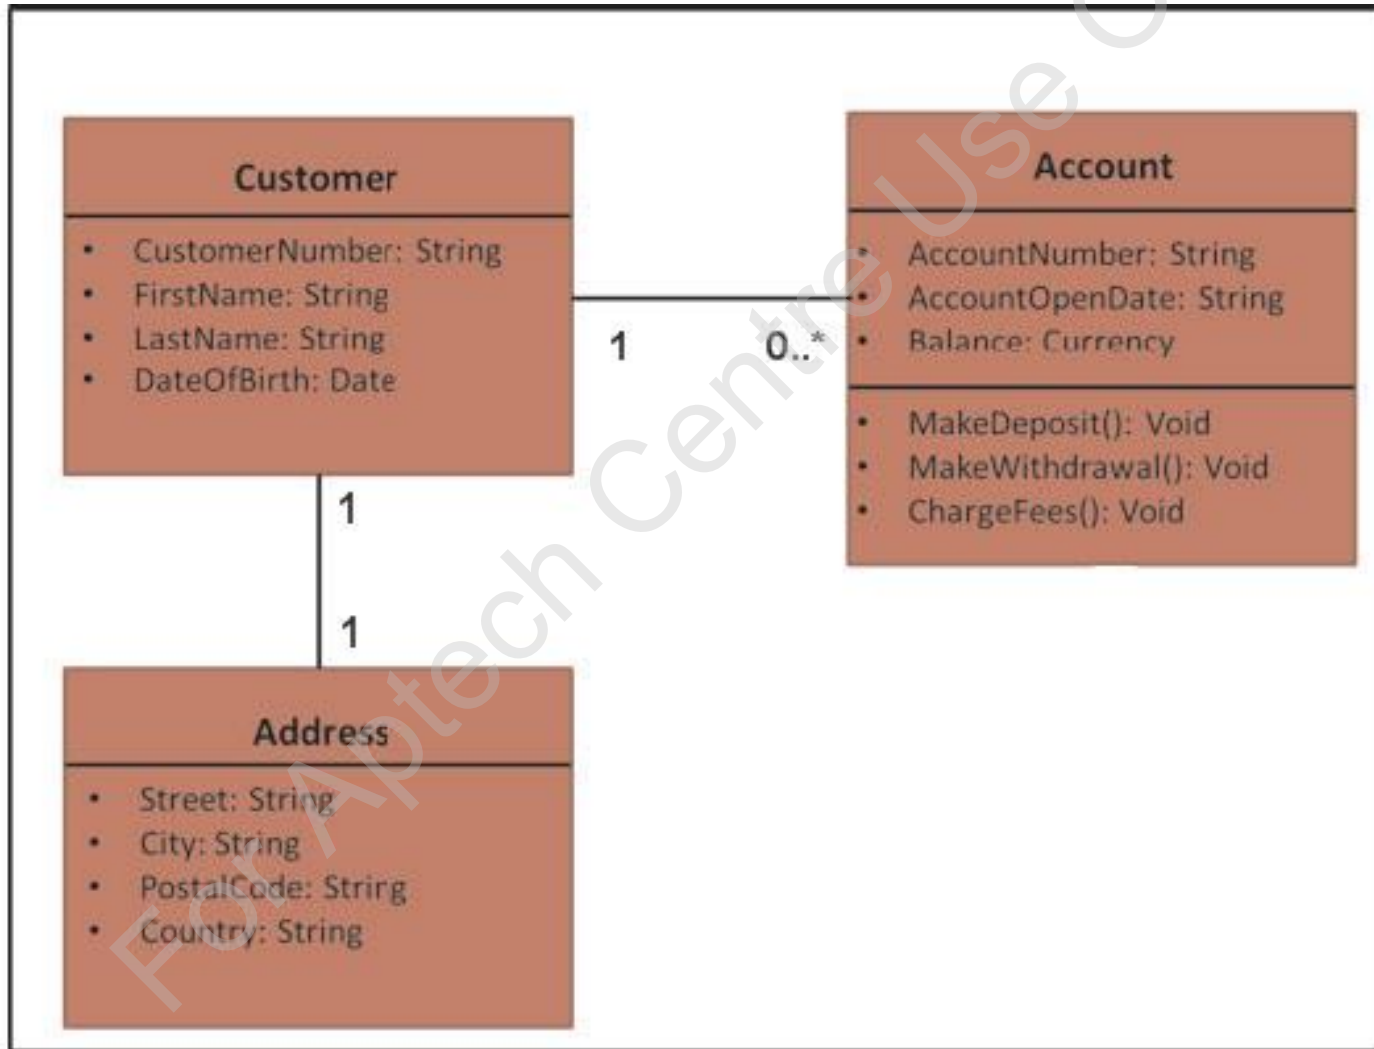 Customer
• CustomerNumber: String
• FirstName: String
• LastName: String
• DateOfBirth: Date
1
0..*
Account
• AccountNumber: String
• AccountOpenDate: String
• Balance: Currency
• MakeDeposit(): Void
• MakeWithdrawal(): Void
• ChargeFees(): Void
1
1
Address
• Street: String
• City: String
• PostalCode: String
• Country: String
For Aptech Centre Use